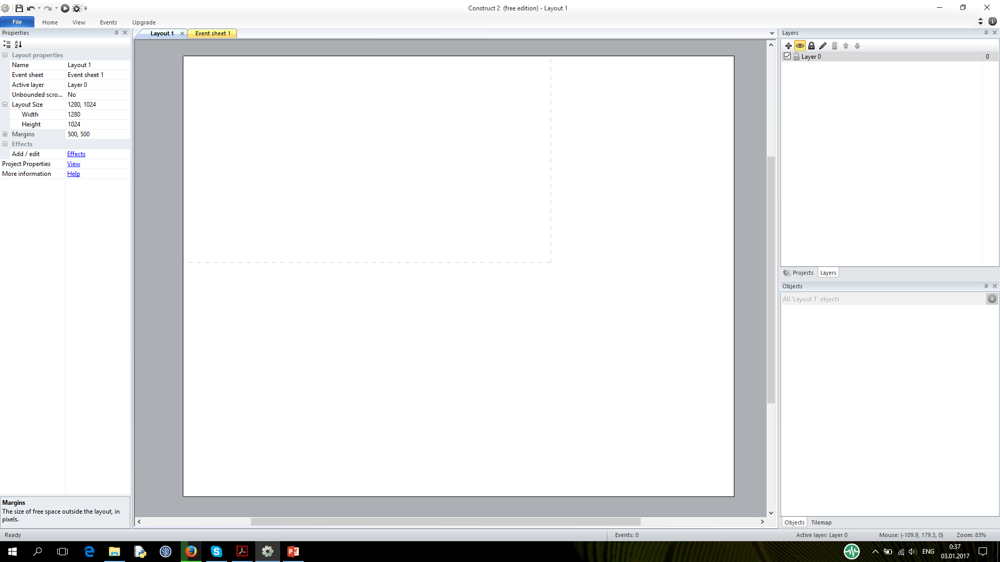 Construct 2  (free edition) - Layout 1
File Home View Events Upgrade
Properties
Layout properties
Name Layout 1
Event sheet Event sheet 1
Active layer Layer 0
Unbounded scro... No
Layout Size 1280, 1024
Width 1280
Height 1024
Margins 500, 500
Effects
Add / edit Effects
Project Properties View
More information Help
Margins
The size of free space outside the layout, in
pixels.
Layout 1 Event sheet 1
Layers
Layer 0 0
Projects Layers
Objects
All 'Layout 1' objects
Objects Tilemap
Ready Events: 0 Active layer: Layer 0 Mouse: (-109.9, 179.3, 0) Zoom: 83%
ENG
0:37
03.01.2017